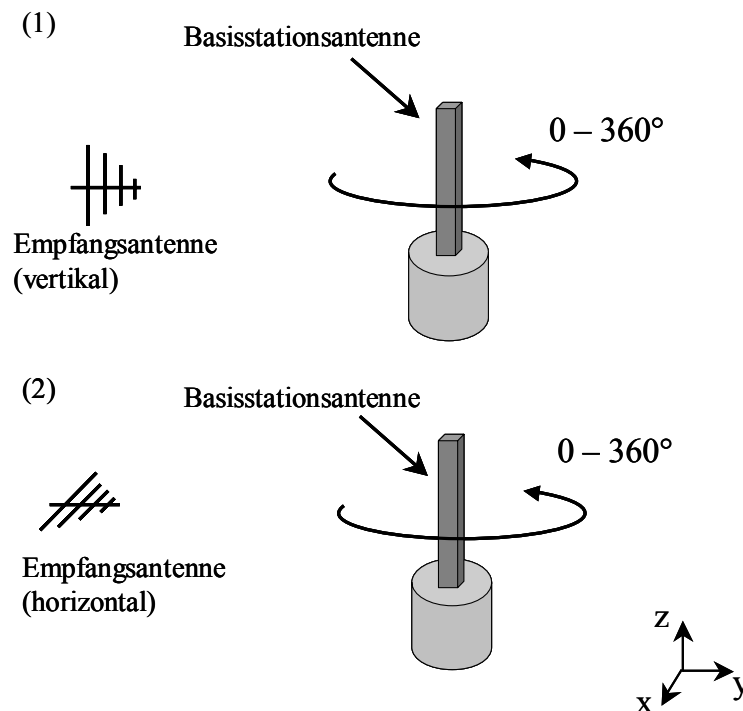 (1)
Basisstationsantenne
0 – 360°
Empfangsantenne
(vertikal)
(2)
Basisstationsantenne
0 – 360°
Empfangsantenne
(horizontal)
z
y
x